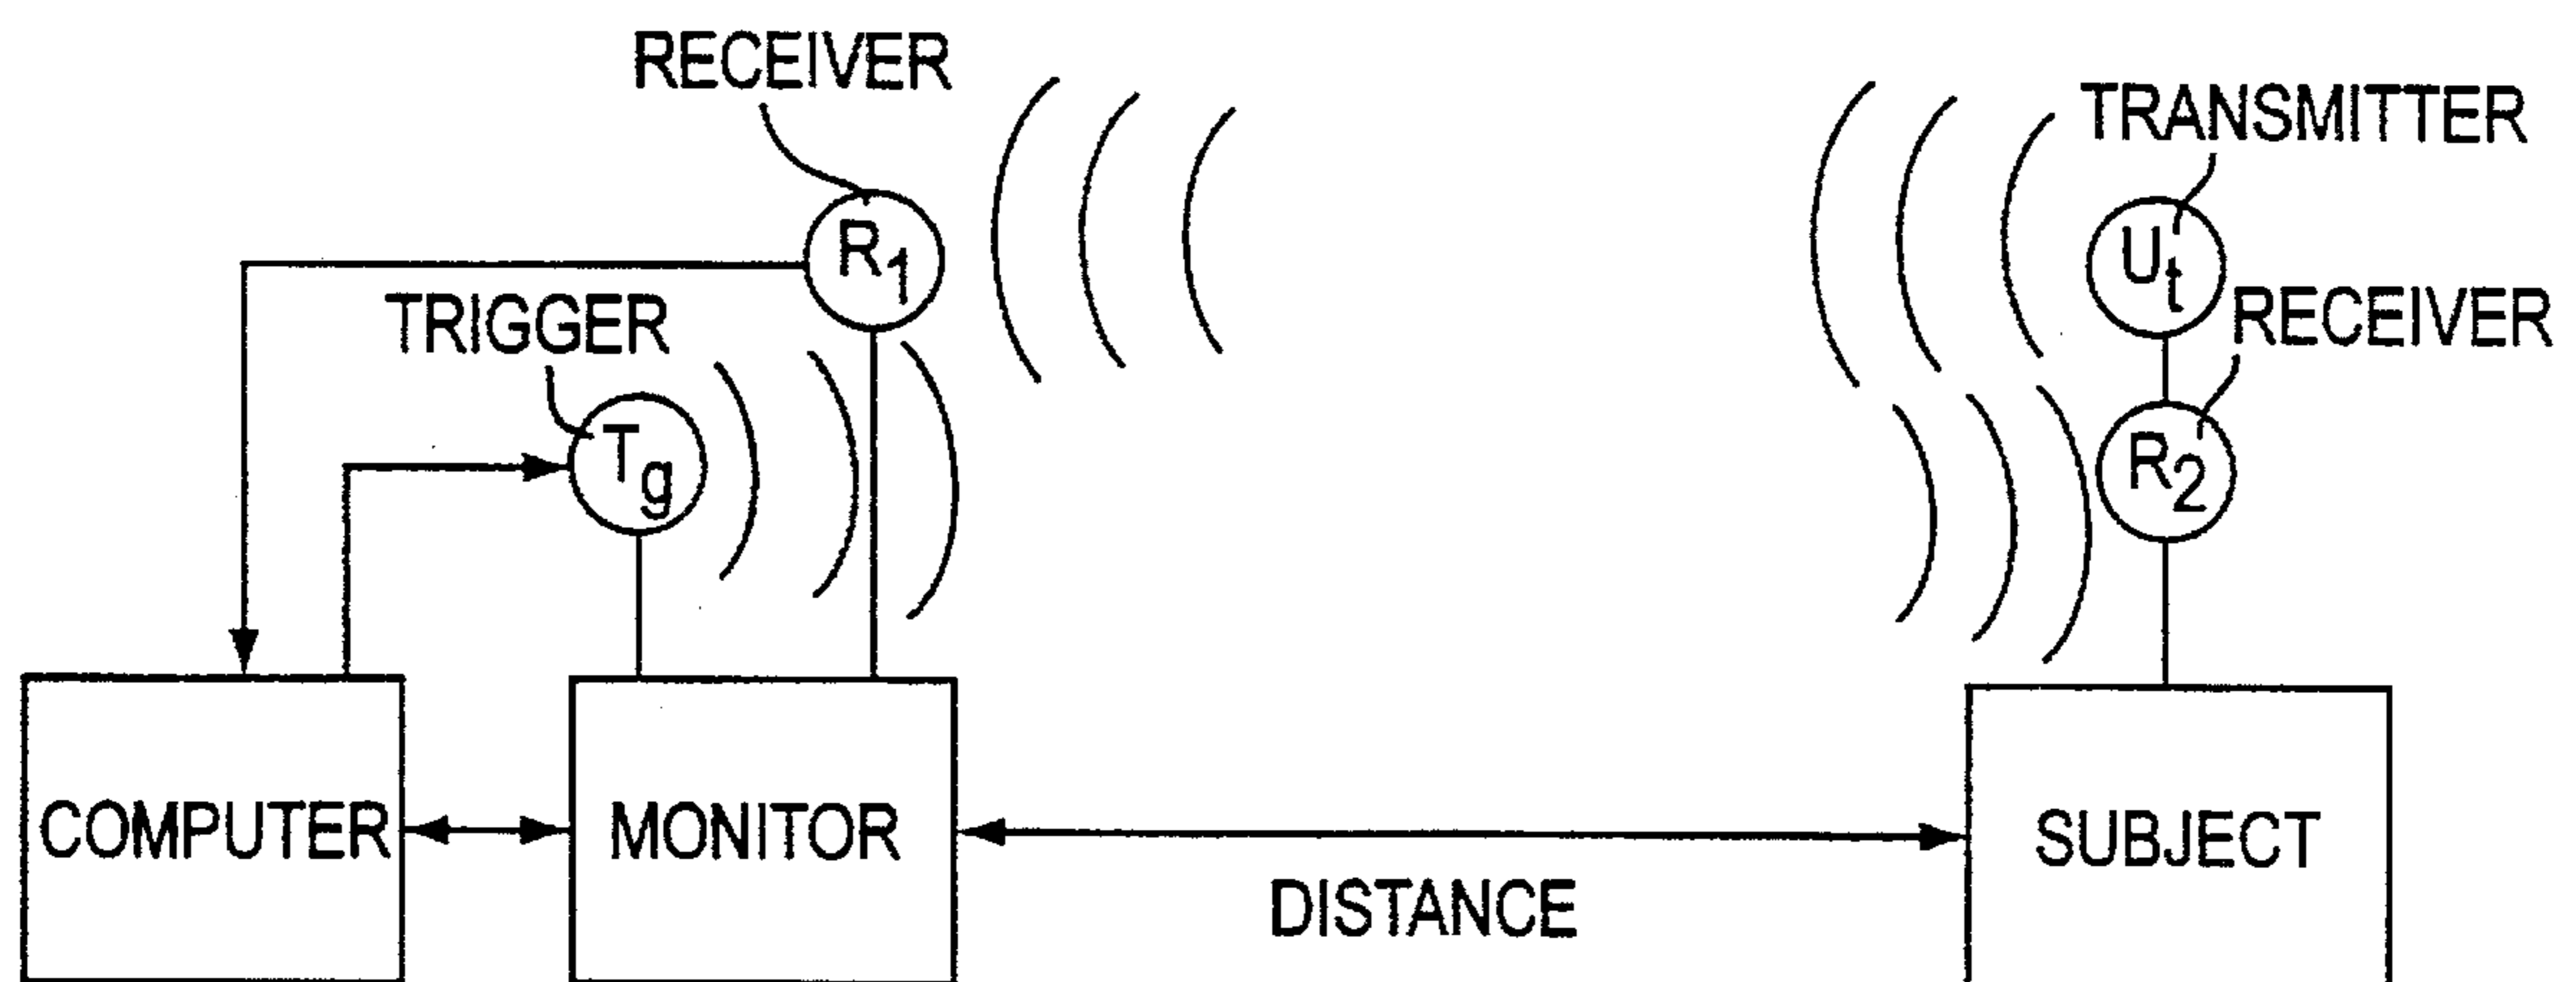 RECEIVER
TRANSMITTER
R1
Ut
TRIGGER
RECEIVER
Tg
R2
COMPUTER
MONITOR
SUBJECT
DISTANCE